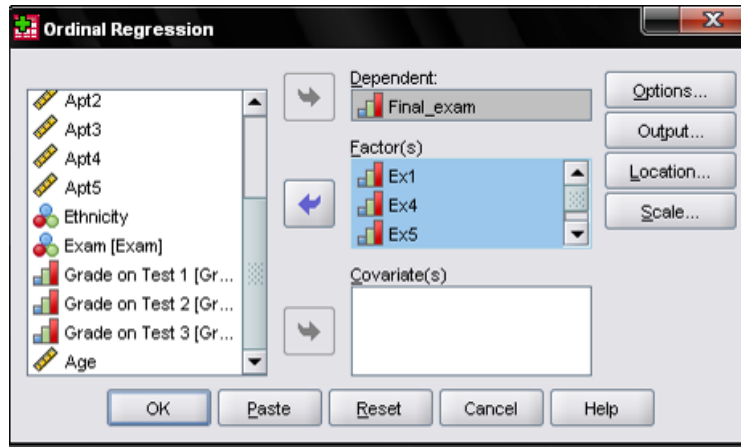 Ordinal Regression
Apt2
Apt3
Apt4
Apt5
Ethnicity
Exam [Exam]
Grade on Test 1 [Gr...
Grade on Test 2 [Gr...
Grade on Test 3 [Gr...
Age
Dependent:
Final_exam
Factor(s)
Ex1
Ex4
Ex5
Covariate(s)
Options...
Output...
Location...
Scale...
OK
Paste
Reset
Cancel
Help